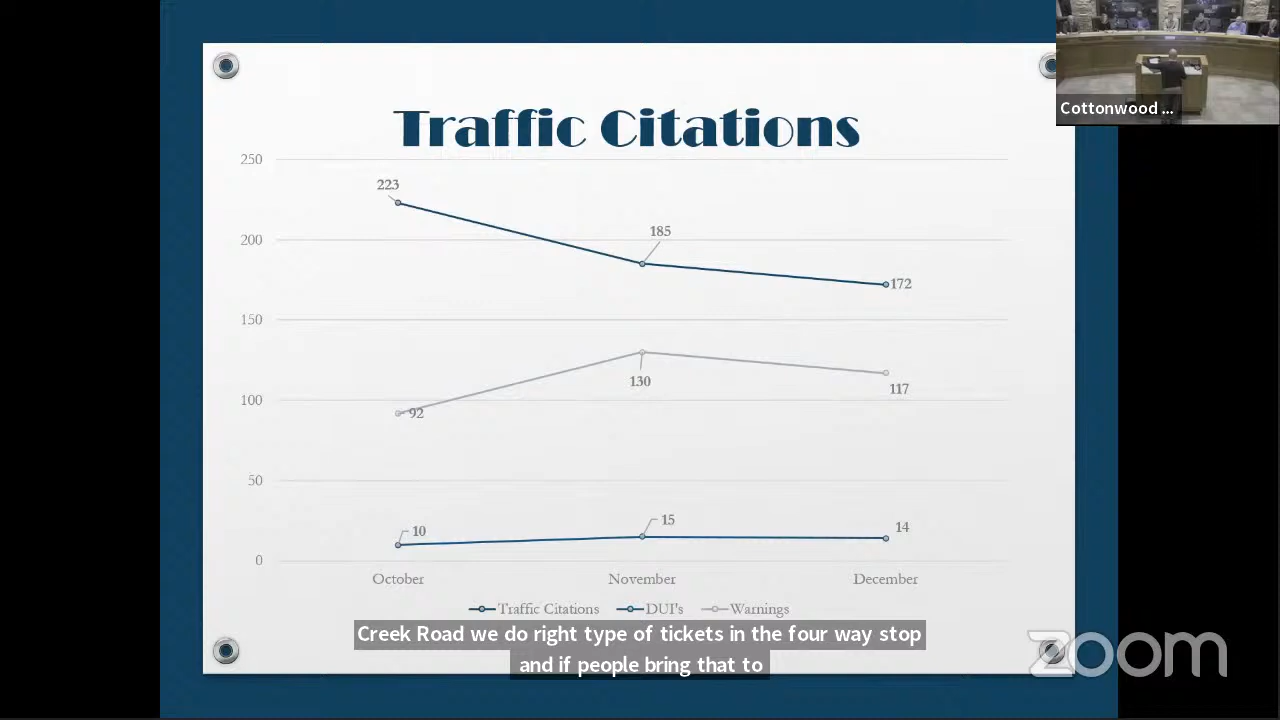 Cottonwood ...
Traffic Citations
250
200
150
100
50
0
223
185
172
92
130
117
10
15
14
October November December
Traffic Citations DUI's Warnings
Creek Road we do right type of tickets in the four way stop
and if people bring that to
zoom